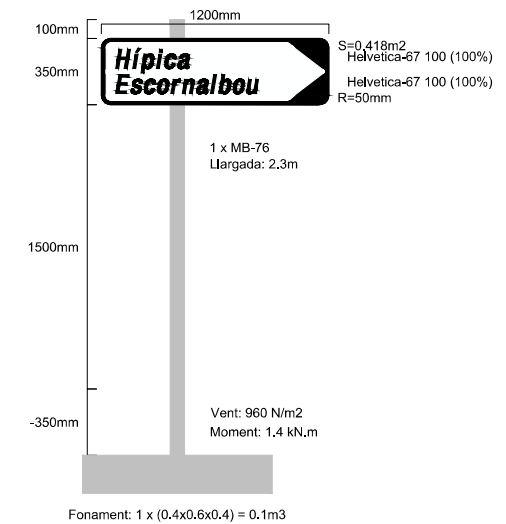 1200mm
100mm
S=0,418m2
Hípica
Helvetica-67 100 (100%)
350mm
Escornalbou
Helvetica-67 100 (100%)
R=50mm
1 x MB-76
Llargada: 2.3m
1500mm
Vent: 960 N/m2
-350mm
Moment: 1.4 kN.m
Fonament: 1 x (0.4x0.6x0.4) = 0.1m3